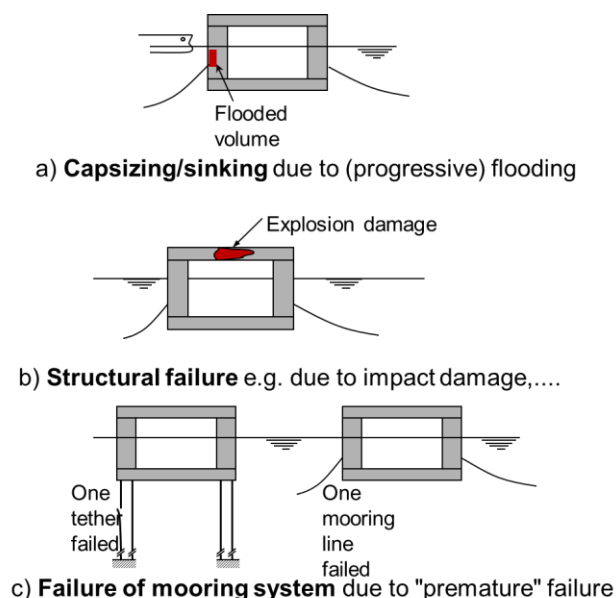 Flooded
volume
a) Capsizing/sinking due to (progressive) flooding
Explosion damage
b) Structural failure e.g. due to impact damage,....
One
tether
failed
One
mooring
line
failed
c) Failure of mooring system due to "premature" failure